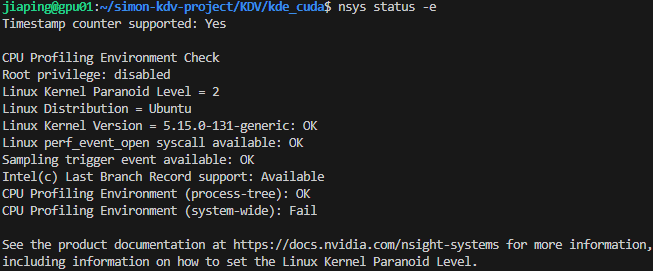 jiaping@gpu01:~/simon-kdv-project/KDV/kde_cuda$ nsys status -e
Timestamp counter supported: Yes

CPU Profiling Environment Check
Root privilege: disabled
Linux Kernel Paranoid Level = 2
Linux Distribution = Ubuntu
Linux Kernel Version = 5.15.0-131-generic: OK
Linux perf_event_open syscall available: OK
Sampling trigger event available: OK
Intel(c) Last Branch Record support: Available
CPU Profiling Environment (process-tree): OK
CPU Profiling Environment (system-wide): Fail

See the product documentation at https://docs.nvidia.com/nsight-systems for more information,
including information on how to set the Linux Kernel Paranoid Level.